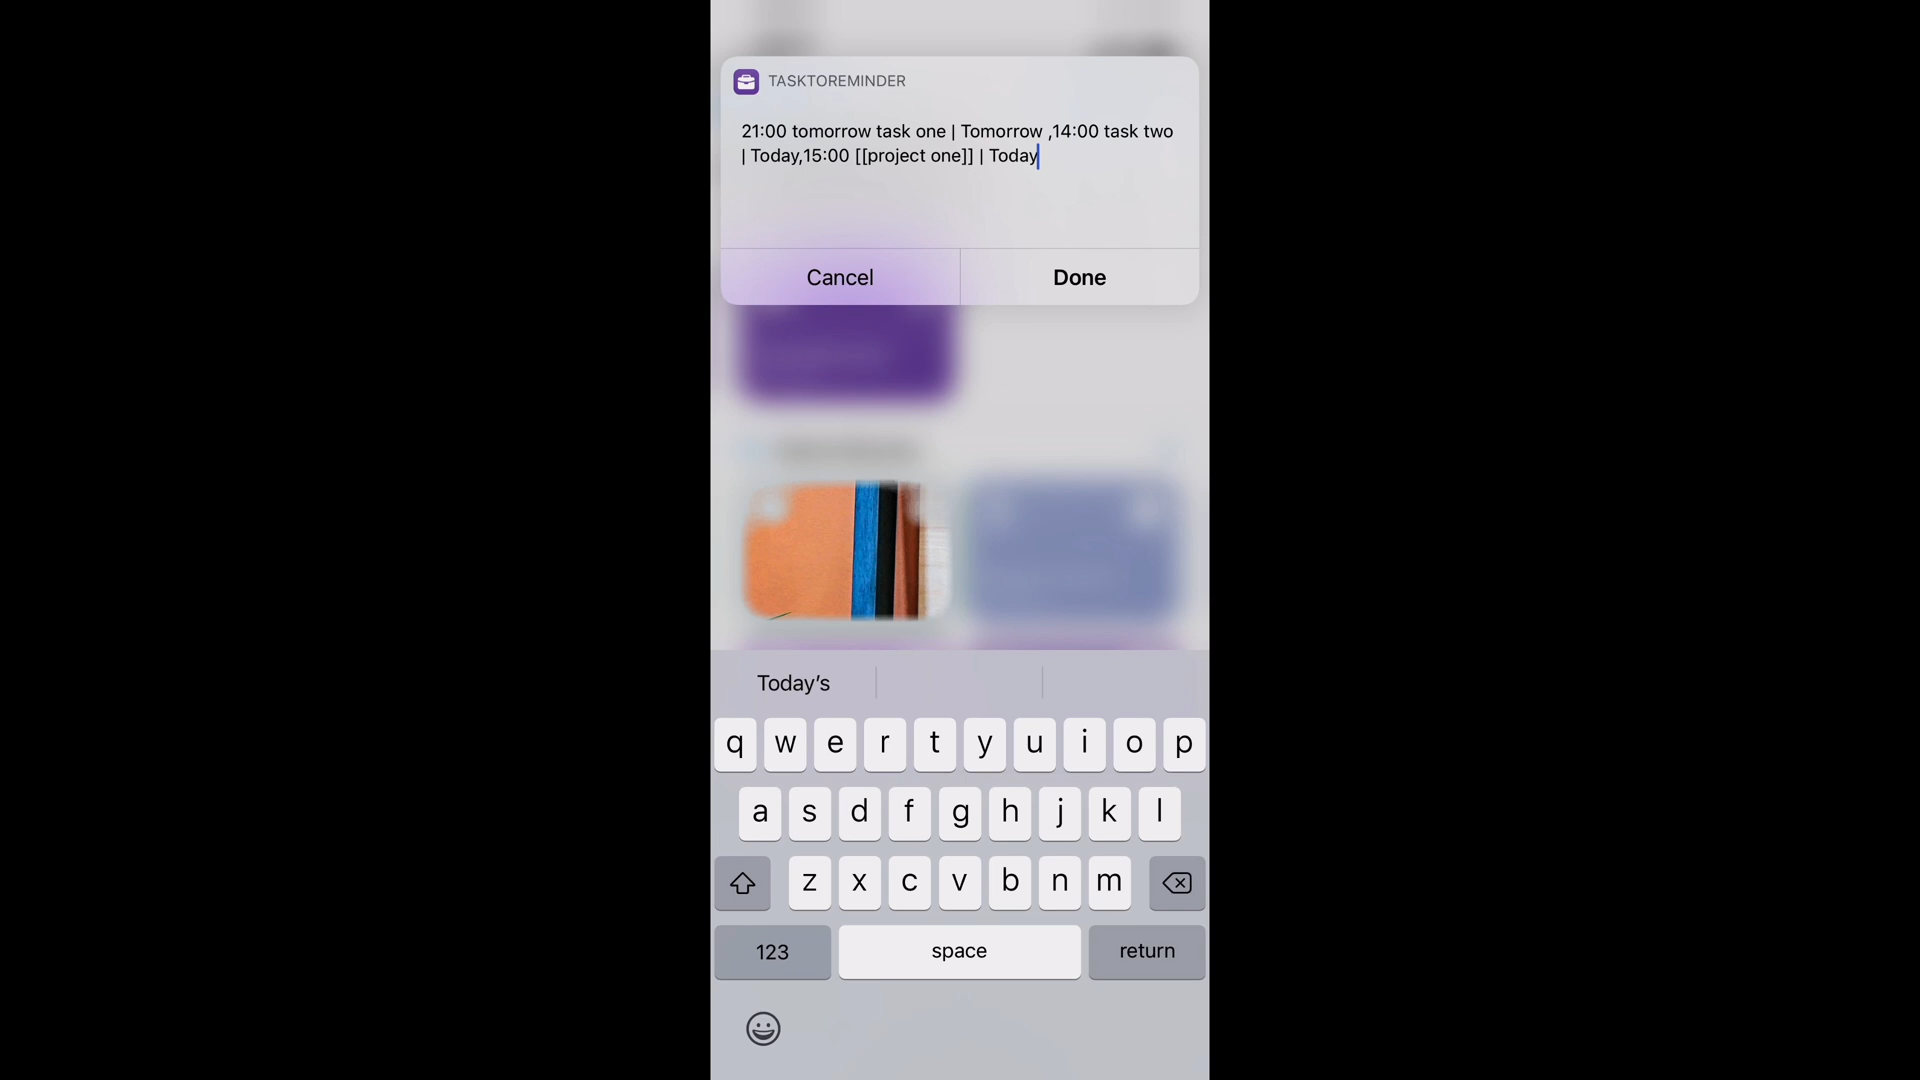 TASKTOREMINDER
21:00 tomorrow task one | Tomorrow ,14:00 task two
| Today,15:00 [[project one]] | Today
Cancel Done
Today’s
q w e r t y u i o p
a s d f g h j k l
z x c v b n m
123 space return